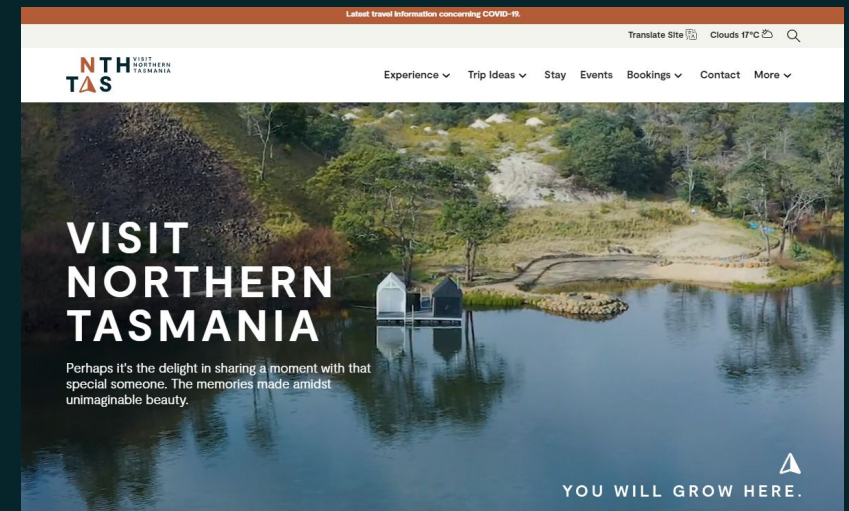 Latest travel information concerning COVID-19.
Translate Site Clouds 17°C
NTH VISIT NORTHERN TASMANIA
TAS
Experience Trip Ideas Stay Events Bookings Contact More
VISIT
NORTHERN
TASMANIA
Perhaps it's the delight in sharing a moment with that
special someone. The memories made amidst
unimaginable beauty.
YOU WILL GROW HERE.